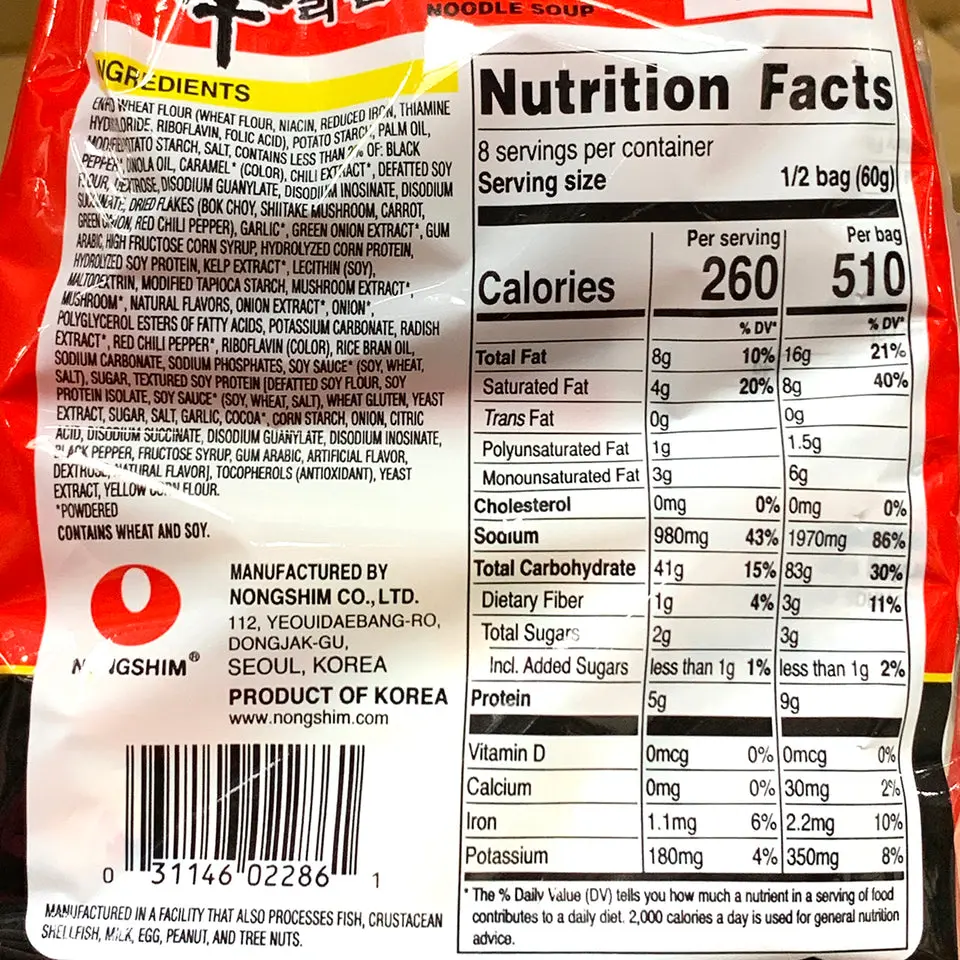 辛라면
NOODLE SOUP
INGREDIENTS
WHEAT FLOUR (WHEAT FLOUR, NIACIN, REDUCED IRON, THIAMINE
RIBOFLAVIN, FOLIC ACID), POTATO STARCH, PALM OIL,
STARCH, SALT, CONTAINS LESS THAN 2% OF: BLACK
PEPPER*, OIL, CARAMEL* (COLOR), CHILI EXTRACT*, DEFATTED SOY
FLOUR, DEXTROSE, DISODIUM GUANYLATE, DISODIUM INOSINATE, DISODIUM
SUCCINATE, DRIED FLAKES (BOK CHOY, SHIITAKE MUSHROOM, CARROT,
GREEN ONION, RED CHILI PEPPER), GARLIC*, GREEN ONION EXTRACT*, GUM
ARABIC, HIGH FRUCTOSE CORN SYRUP, HYDROLYZED CORN PROTEIN,
HYDROLYZED SOY PROTEIN, KELP EXTRACT*, LECITHIN (SOY),
MALTODEXTRIN, MODIFIED TAPIOCA STARCH, MUSHROOM EXTRACT*,
MUSHROOM*, NATURAL FLAVORS, ONION EXTRACT*, ONION*,
POLYGLYCEROL ESTERS OF FATTY ACIDS, POTASSIUM CARBONATE, RADISH
EXTRACT*, RED CHILI PEPPER*, RIBOFLAVIN (COLOR), RICE BRAN OIL,
SODIUM CARBONATE, SODIUM PHOSPHATES, SOY SAUCE* (SOY, WHEAT,
SALT), SUGAR, TEXTURED SOY PROTEIN [DEFATTED SOY FLOUR, SOY
PROTEIN ISOLATE, SOY SAUCE* (SOY, WHEAT, SALT), WHEAT GLUTEN, YEAST
EXTRACT, SUGAR, SALT, GARLIC, COCOA*, CORN STARCH, ONION, CITRIC
ACID, DISODIUM SUCCINATE, DISODIUM GUANYLATE, DISODIUM INOSINATE,
BLACK PEPPER, FRUCTOSE SYRUP, GUM ARABIC, ARTIFICIAL FLAVOR,
DEXTROSE, NATURAL FLAVOR], TOCOPHEROLS (ANTIOXIDANT), YEAST
EXTRACT, YELLOW CORN FLOUR.
*POWDERED
CONTAINS WHEAT AND SOY.
NONGSHIM®
MANUFACTURED BY
NONGSHIM CO., LTD.
112, YEOUIDAEBANG-RO,
DONGJAK-GU,
SEOUL, KOREA
PRODUCT OF KOREA
www.nongshim.com
0 31146 02286 1
MANUFACTURED IN A FACILITY THAT ALSO PROCESSES FISH, CRUSTACEAN
SHELLFISH, MILK, EGG, PEANUT, AND TREE NUTS.
Nutrition Facts
8 servings per container
Serving size 1/2 bag (60g)
Per serving Per bag
Calories 260 510
% DV* % DV*
Total Fat 8g 10% 16g 21%
Saturated Fat 4g 20% 8g 40%
Trans Fat 0g 0g
Polyunsaturated Fat 1g 1.5g
Monounsaturated Fat 3g 6g
Cholesterol 0mg 0% 0mg 0%
Sodium 980mg 43% 1970mg 86%
Total Carbohydrate 41g 15% 83g 30%
Dietary Fiber 1g 4% 3g 11%
Total Sugars 2g 3g
Incl. Added Sugars less than 1g 1% less than 1g 2%
Protein 5g 9g
Vitamin D 0mcg 0% 0mcg 0%
Calcium 0mg 0% 30mg 2%
Iron 1.1mg 6% 2.2mg 10%
Potassium 180mg 4% 350mg 8%
* The % Daily Value (DV) tells you how much a nutrient in a serving of food
contributes to a daily diet. 2,000 calories a day is used for general nutrition
advice.